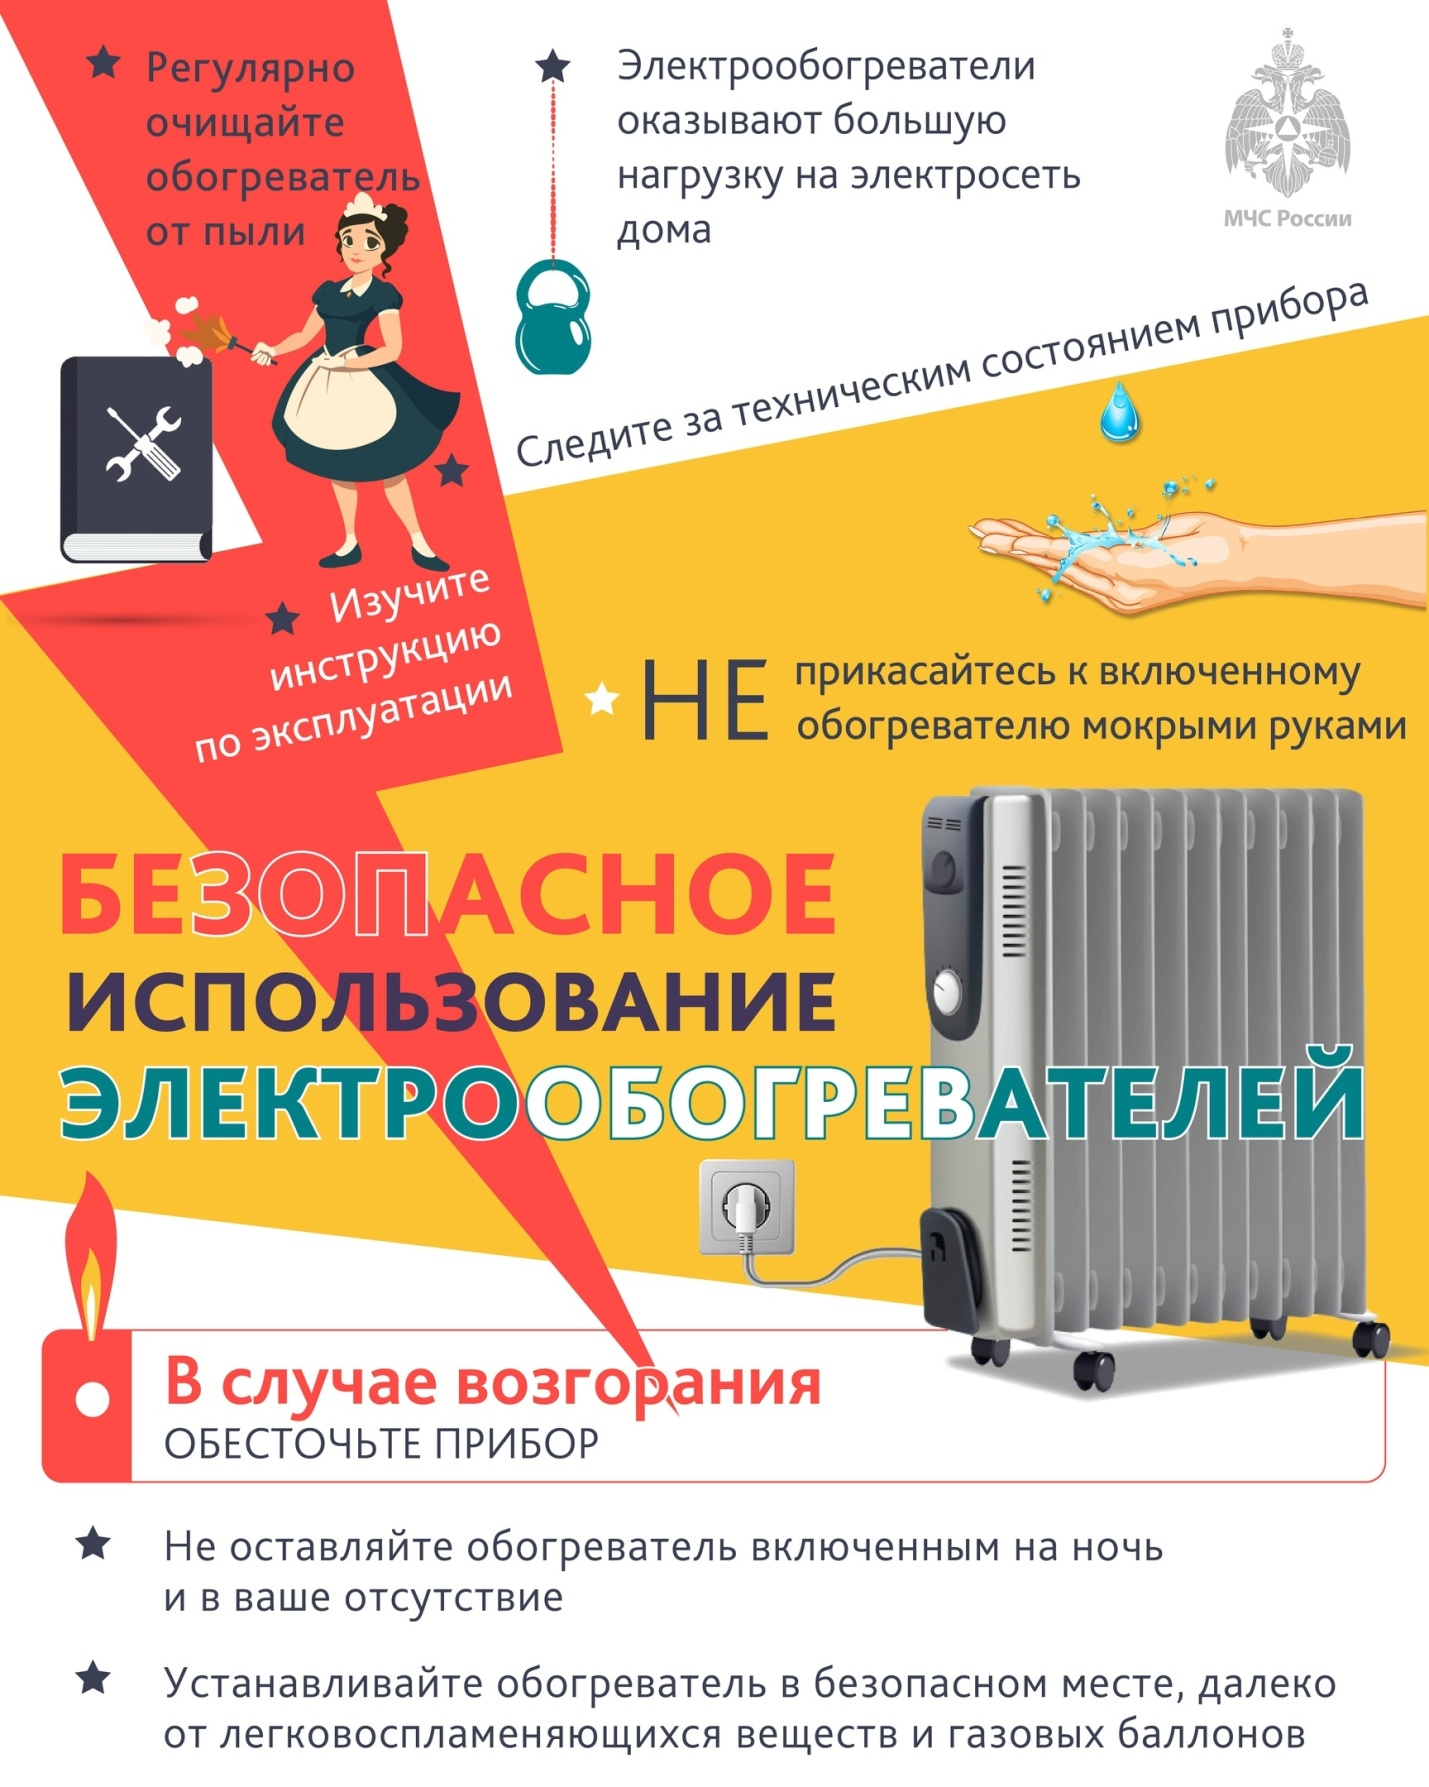 Регулярно
очищайте
обогреватель
от пыли
Электрообогреватели
оказывают большую
нагрузку на электросеть
дома
МЧС России
Следите за техническим состоянием прибора
Изучите
инструкцию
по эксплуатации
НЕ прикасайтесь к включенному
обогревателю мокрыми руками
БЕЗОПАСНОЕ
ИСПОЛЬЗОВАНИЕ
ЭЛЕКТРООБОГРЕВАТЕЛЕЙ
В случае возгорания
ОБЕСТОЧЬТЕ ПРИБОР
Не оставляйте обогреватель включенным на ночь
и в ваше отсутствие
Устанавливайте обогреватель в безопасном месте, далеко
от легковоспламеняющихся веществ и газовых баллонов